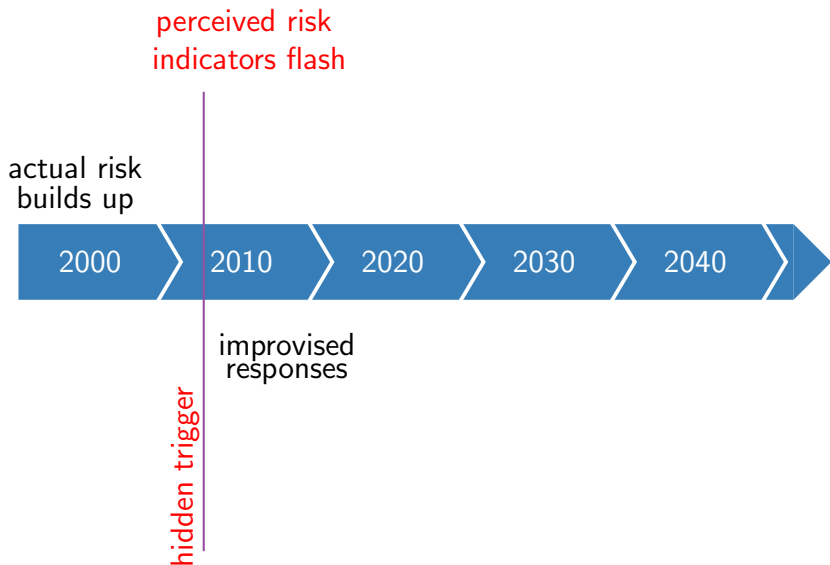 perceived risk
indicators flash
actual risk
builds up
2000 2010 2020 2030 2040
improvised
responses
hidden trigger